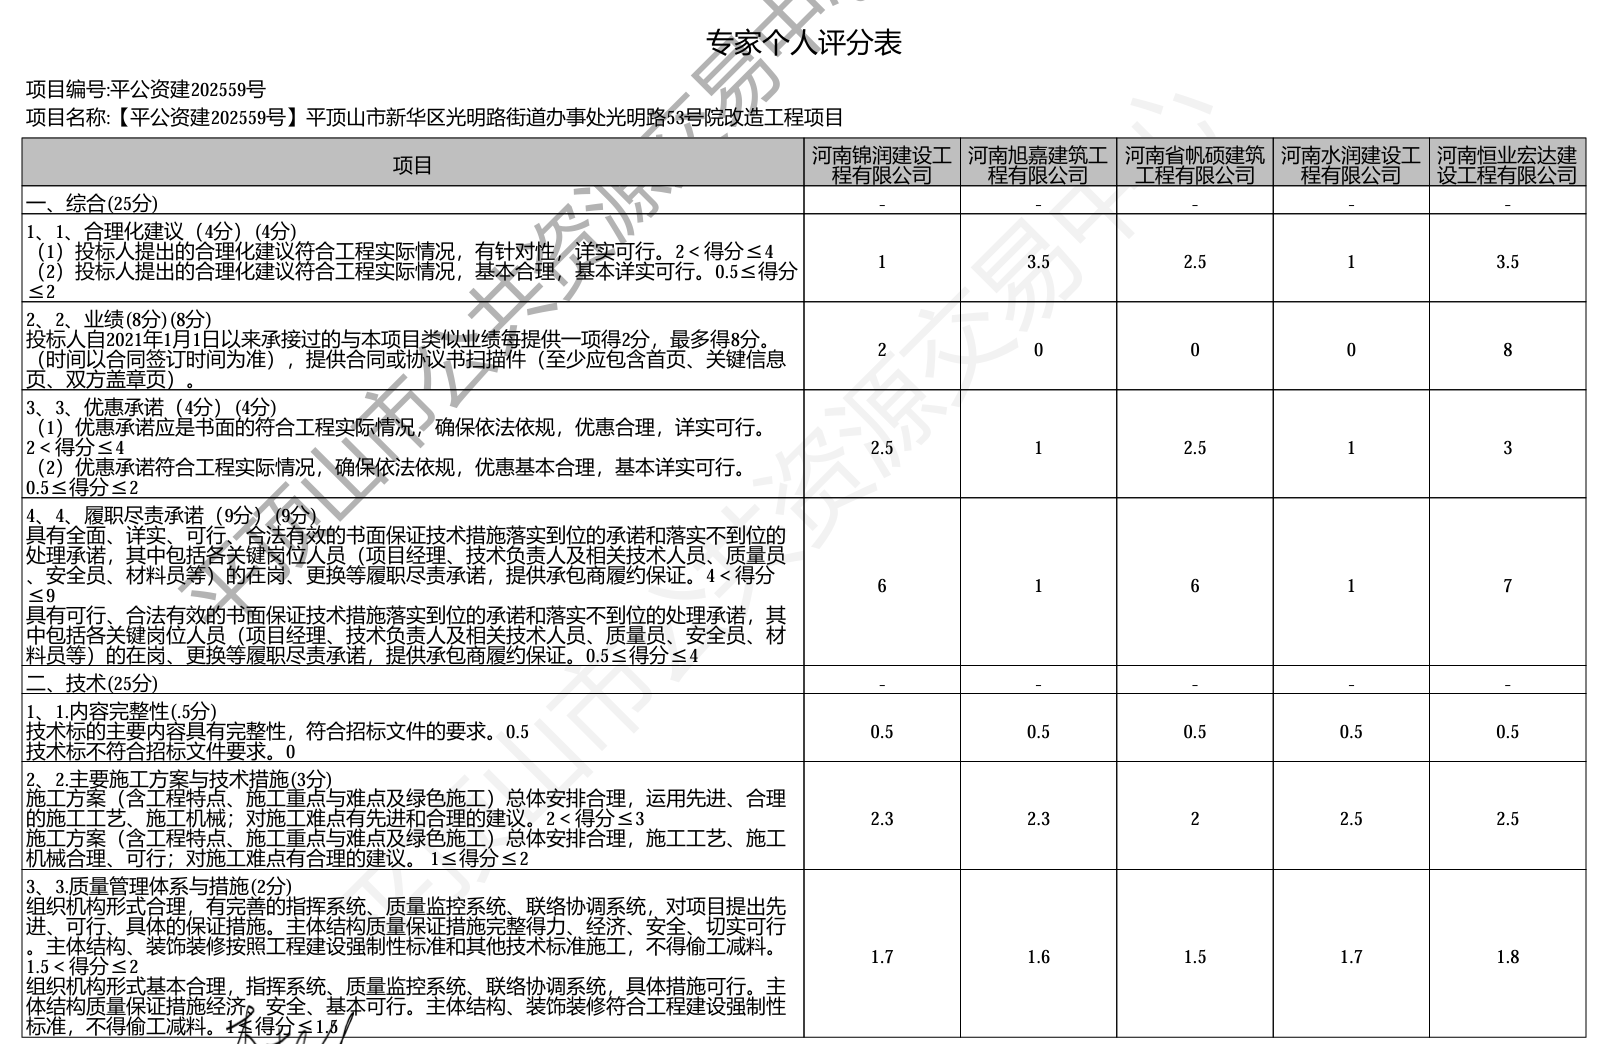 专家个人评分表
项目编号:平公资建202559号
项目名称:【平公资建202559号】平顶山市新华区光明路街道办事处光明路53号院改造工程项目
项目 河南锦润建设工程有限公司 河南旭嘉建筑工程有限公司 河南省帆硕建筑工程有限公司 河南水润建设工程有限公司 河南恒业宏达建设工程有限公司
一、综合(25分) - - - - -
1、1、合理化建议（4分）(4分)
（1）投标人提出的合理化建议符合工程实际情况，有针对性，详实可行。2＜得分≤4
（2）投标人提出的合理化建议符合工程实际情况，基本合理、基本详实可行。0.5≤得分
≤2
1 3.5 2.5 1 3.5
2、2、业绩(8分)(8分)
投标人自2021年1月1日以来承接过的与本项目类似业绩每提供一项得2分，最多得8分。
（时间以合同签订时间为准），提供合同或协议书扫描件（至少应包含首页、关键信息
页、双方盖章页）。
2 0 0 0 8
3、3、优惠承诺（4分）(4分)
（1）优惠承诺应是书面的符合工程实际情况，确保依法依规，优惠合理，详实可行。
2＜得分≤4
（2）优惠承诺符合工程实际情况，确保依法依规，优惠基本合理，基本详实可行。
0.5≤得分≤2
2.5 1 2.5 1 3
4、4、履职尽责承诺（9分）(9分)
具有全面、详实、可行、合法有效的书面保证技术措施落实到位的承诺和落实不到位的
处理承诺，其中包括各关键岗位人员（项目经理、技术负责人及相关技术人员、质量员
、安全员、材料员等）的在岗、更换等履职尽责承诺，提供承包商履约保证。4＜得分
≤9
具有可行、合法有效的书面保证技术措施落实到位的承诺和落实不到位的处理承诺，其
中包括各关键岗位人员（项目经理、技术负责人及相关技术人员、质量员、安全员、材
料员等）的在岗、更换等履职尽责承诺，提供承包商履约保证。0.5≤得分≤4
6 1 6 1 7
二、技术(25分) - - - - -
1、1.内容完整性(.5分)
技术标的主要内容具有完整性，符合招标文件的要求。0.5
技术标不符合招标文件要求。0
0.5 0.5 0.5 0.5 0.5
2、2.主要施工方案与技术措施(3分)
施工方案（含工程特点、施工重点与难点及绿色施工）总体安排合理，运用先进、合理
的施工工艺、施工机械；对施工难点有先进和合理的建议。2＜得分≤3
施工方案（含工程特点、施工重点与难点及绿色施工）总体安排合理，施工工艺、施工
机械合理、可行；对施工难点有合理的建议。 1≤得分≤2
2.3 2.3 2 2.5 2.5
3、3.质量管理体系与措施(2分)
组织机构形式合理，有完善的指挥系统、质量监控系统、联络协调系统，对项目提出先
进、可行、具体的保证措施。主体结构质量保证措施完整得力、经济、安全、切实可行
。主体结构、装饰装修按照工程建设强制性标准和其他技术标准施工，不得偷工减料。
1.5＜得分≤2
组织机构形式基本合理，指挥系统、质量监控系统、联络协调系统，具体措施可行。主
体结构质量保证措施经济、安全、基本可行。主体结构、装饰装修符合工程建设强制性
标准，不得偷工减料。1≤得分≤1.5
1.7 1.6 1.5 1.7 1.8
平顶山市公共资源交易中心
平顶山市公共资源交易中心